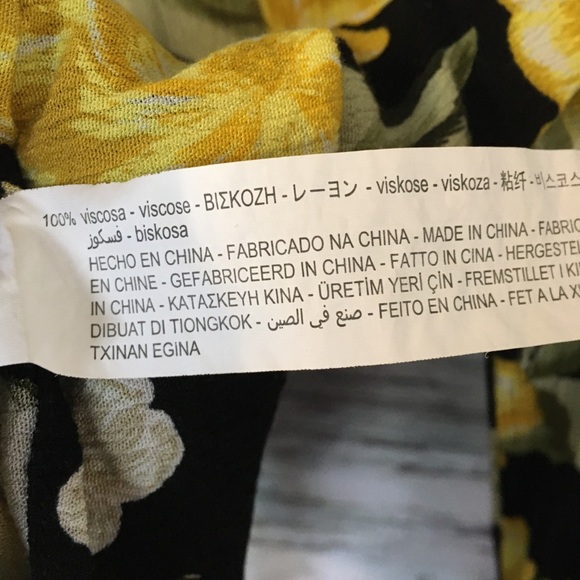 100% viscosa - viscose - ΒΙΣΚΟΖΗ - レーヨン - viskose - viskoza - 粘纤 - 비스코스
فسكوز - biskosa
HECHO EN CHINA - FABRICADO NA CHINA - MADE IN CHINA - FABRIC
EN CHINE - GEFABRICEERD IN CHINA - FATTO IN CINA - HERGESTE
IN CHINA - ΚΑΤΑΣΚΕΥΗ ΚΙΝΑ - ÜRETİM YERİ ÇİN - FREMSTILLET I KI
DIBUAT DI TIONGKOK - صنع في الصين - FEITO EN CHINA - FET A LA XI
TXINAN EGINA